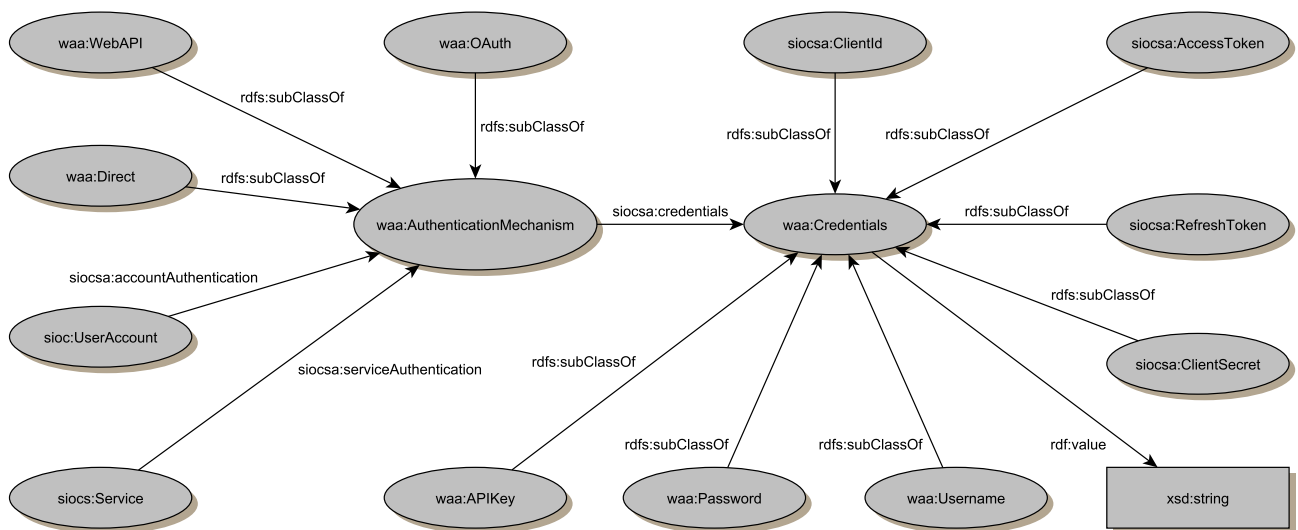 waa:WebAPI
waa:OAuth
siocsa:ClientId
siocsa:AccessToken
rdfs:subClassOf
rdfs:subClassOf
rdfs:subClassOf
rdfs:subClassOf
waa:Direct
rdfs:subClassOf
waa:AuthenticationMechanism
siocsa:credentials
waa:Credentials
rdfs:subClassOf
siocsa:RefreshToken
siocsa:accountAuthentication
rdfs:subClassOf
sioc:UserAccount
siocsa:serviceAuthentication
rdfs:subClassOf
siocsa:ClientSecret
rdfs:subClassOf
rdfs:subClassOf
rdf:value
siocs:Service
waa:APIKey
waa:Password
waa:Username
xsd:string